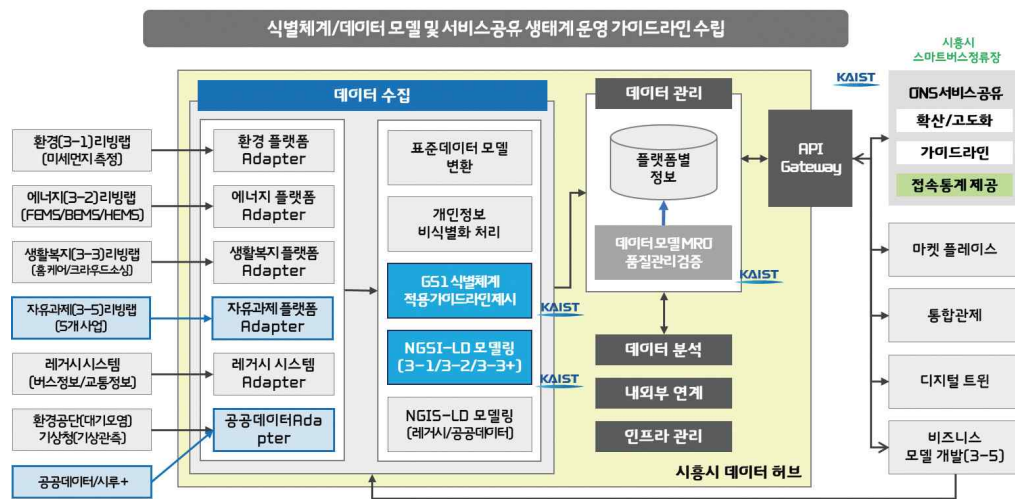 식별체계/데이터 모델 및 서비스공유 생태계 운영 가이드라인 수립
시흥시
스마트버스정류장
KAIST
ONS서비스공유
확산/고도화
가이드라인
접속통계 제공
데이터 수집
데이터 관리
환경(3-1)리빙랩
(미세먼지 측정)
에너지(3-2)리빙랩
(FEMS/BEMS/HEMS)
생활복지(3-3)리빙랩
(홈 케어/크라우드소싱)
자유과제(3-5)리빙랩
(5개 사업)
레거시 시스템
(버스정보/교통정보)
환경공단(대기오염)
기상청(기상관측)
공공데이터/시루+
환경 플랫폼
Adapter
에너지 플랫폼
Adapter
생활복지 플랫폼
Adapter
자유과제 플랫폼
Adapter
레거시 시스템
Adapter
공공데이터Ada
pter
표준데이터 모델
변환
개인정보
비식별화 처리
GS1 식별체계
적용가이드라인제시
KAIST
NGSI-LD 모델링
(3-1/3-2/3-3+)
KAIST
NGIS-LD 모델링
(레거시/공공데이터)
플랫폼별
정보
데이터 모델 MRO
품질관리검증
KAIST
데이터 분석
내외부 연계
인프라 관리
시흥시 데이터 허브
API
Gateway
마켓 플레이스
통합관제
디지털 트윈
비즈니스
모델 개발(3-5)